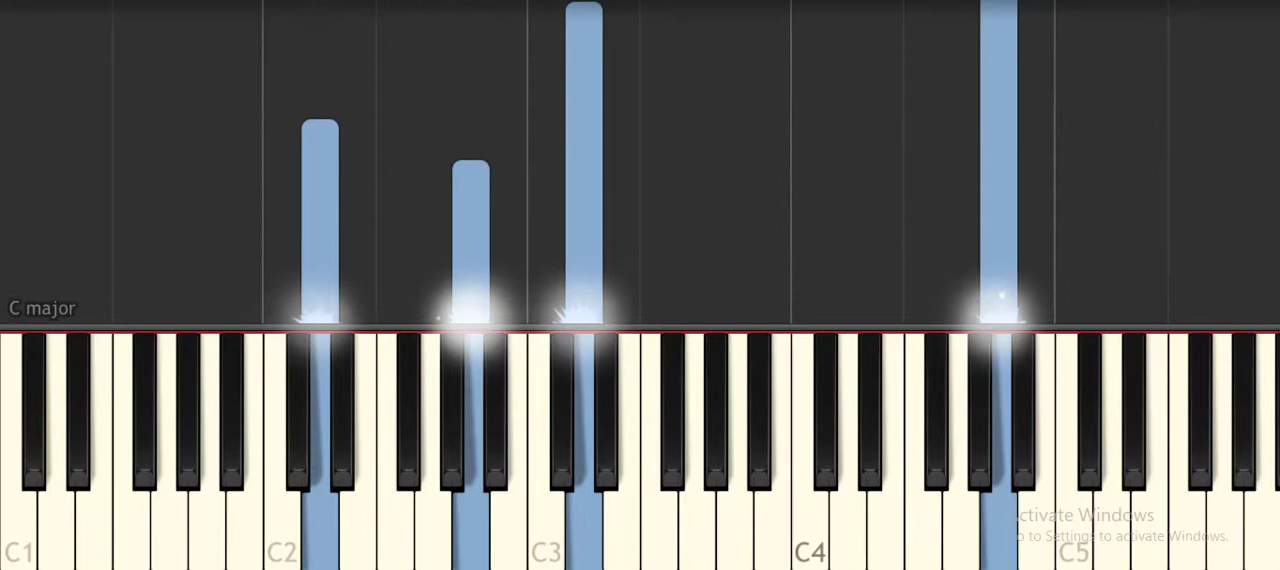 C major
C1
C2
C3
C4
C5
ctivate Windows
o to Settings to activate Windows.